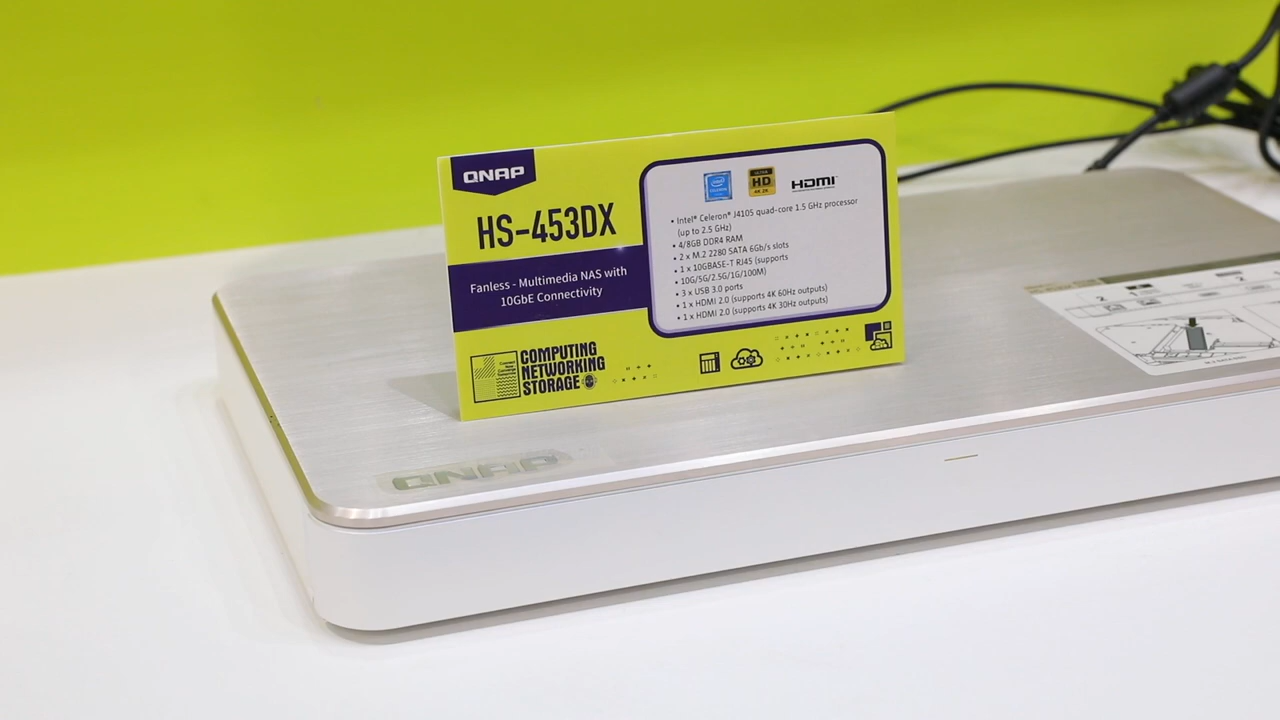 QNAP
HS-453DX
Fanless - Multimedia NAS with
10GbE Connectivity
COMPUTING
NETWORKING
STORAGE
HD
4K 2K
HDMI
• Intel® Celeron® J4105 quad-core 1.5 GHz processor
(up to 2.5 GHz)
• 4/8GB DDR4 RAM
• 2 x M.2 2280 SATA 6Gb/s slots
• 1 x 10GBASE-T RJ45 (supports
• 10G/5G/2.5G/1G/100M)
• 3 x USB 3.0 ports
• 1 x HDMI 2.0 (supports 4K 60Hz outputs)
• 1 x HDMI 2.0 (supports 4K 30Hz outputs)
QNAP